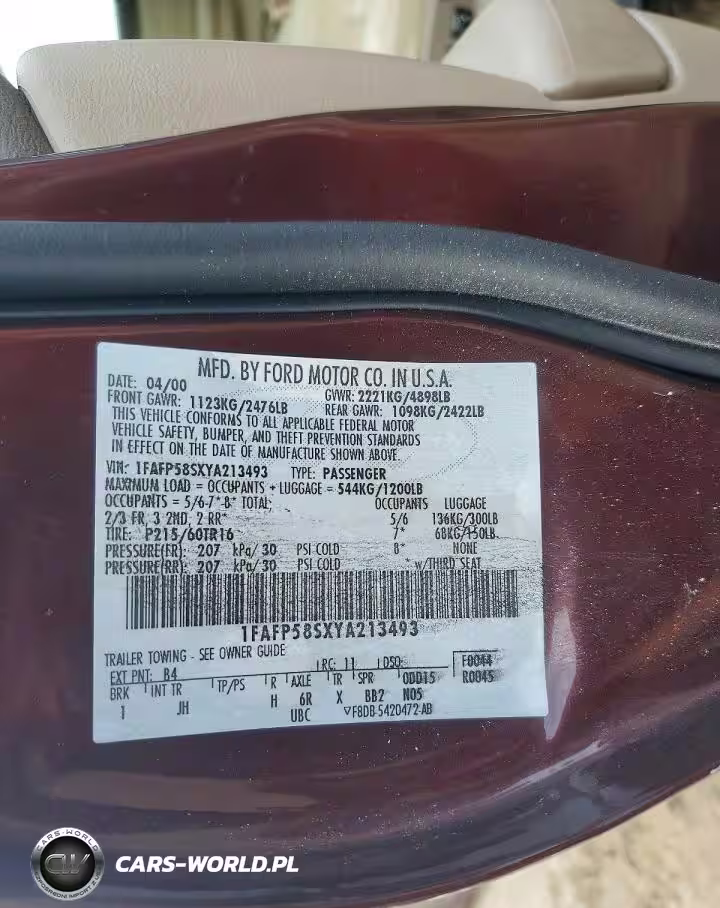 MFD. BY FORD MOTOR CO. IN U.S.A.
DATE: 04/00 GVWR: 2221KG/4898LB
FRONT GAWR: 1123KG/2476LB REAR GAWR: 1098KG/2422LB
THIS VEHICLE CONFORMS TO ALL APPLICABLE FEDERAL MOTOR
VEHICLE SAFETY, BUMPER, AND THEFT PREVENTION STANDARDS
IN EFFECT ON THE DATE OF MANUFACTURE SHOWN ABOVE.
VIN: 1FAFP58SXYA213493 TYPE: PASSENGER
MAXIMUM LOAD = OCCUPANTS + LUGGAGE = 544KG/1200LB
OCCUPANTS = 5/6-7*-8* TOTAL; OCCUPANTS LUGGAGE
2/3 FR, 3 2ND, 2 RR* 5/6 136KG/300LB
TIRE: P215/60TR16 7* 68KG/150LB
PRESSURE(FR): 207 kPa/ 30 PSI COLD 8* NONE
PRESSURE(RR): 207 kPa/ 30 PSI COLD * w/THIRD SEAT
1FAFP58SXYA213493
TRAILER TOWING - SEE OWNER GUIDE
EXT PNT: B4 RC: 11 DSO: F0044
BRK INT TR TP/PS R AXLE TR SPR ODD15 R0045
1 JH H 6R X BB2 N05
UBC F8DB-5420472-AB
CARS-WORLD
CW
BEZPOŚREDNI IMPORT Z U
CARS-WORLD.PL